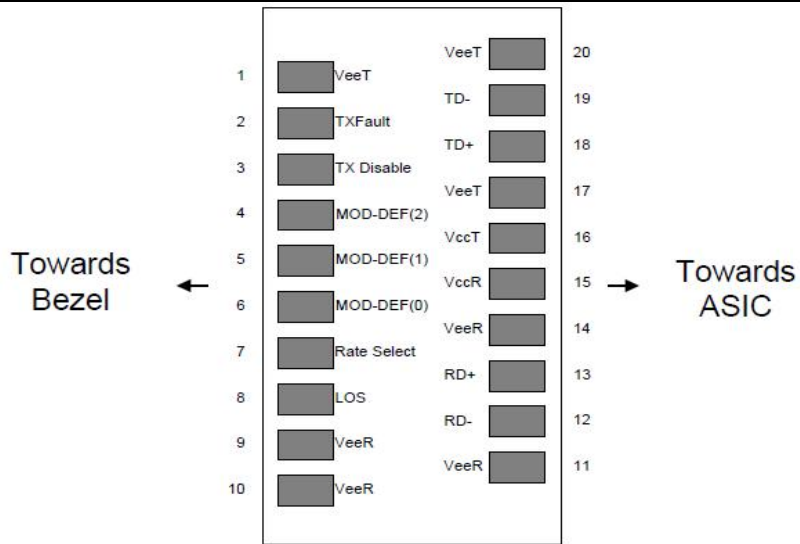 VeeT 20
1 VeeT
TD- 19
2 TXFault
TD+ 18
3 TX Disable
VeeT 17
4 MOD-DEF(2)
VccT 16
5 MOD-DEF(1)
Towards
Bezel
VccR 15
Towards
ASIC
6 MOD-DEF(0)
VeeR 14
7 Rate Select
RD+ 13
8 LOS
RD- 12
9 VeeR
VeeR 11
10 VeeR